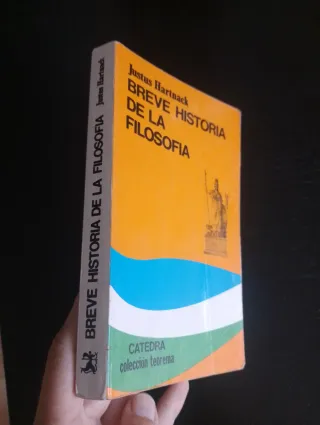 Justus Hartnack
BREVE HISTORIA
DE LA
FILOSOFIA
CATEDRA
colección teorema
Justus Hartnack
BREVE HISTORIA DE LA FILOSOFIA